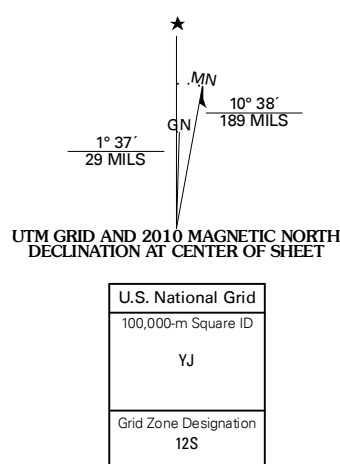 MN
10° 38´
189 MILS
GN
1° 37´
29 MILS
UTM GRID AND 2010 MAGNETIC NORTH
DECLINATION AT CENTER OF SHEET
U.S. National Grid
100,000-m Square ID
YJ
Grid Zone Designation
12S